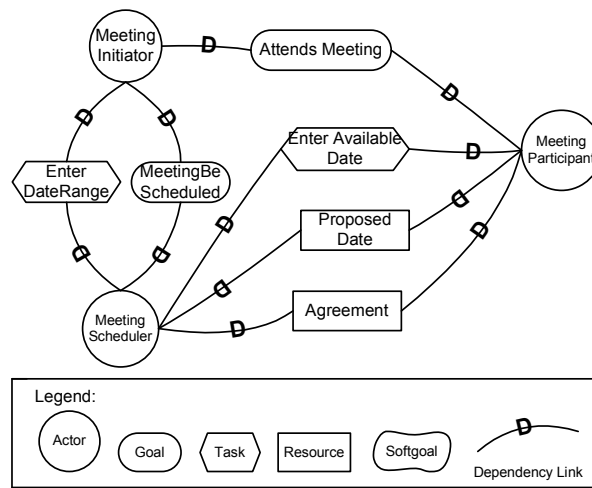 Meeting
Initiator
D
Attends Meeting
D
D
D
Enter
DateRange
MeetingBe
Scheduled
Enter Available
Date
D
Meeting
Participant
D
D
D
Proposed
Date
D
D
D
Meeting
Scheduler
D
Agreement
Legend:
Actor
Goal
Task
Resource
Softgoal
D
Dependency Link